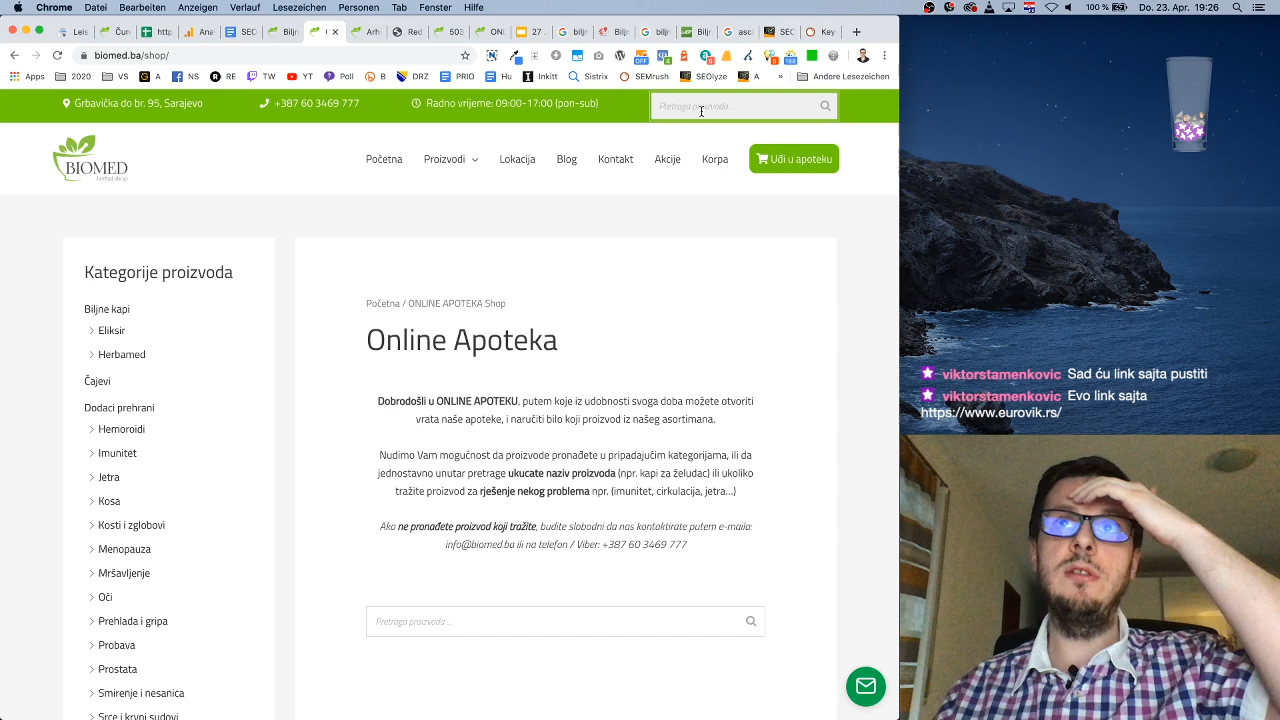 Chrome Datei Bearbeiten Anzeigen Verlauf Lesezeichen Personen Tab Fenster Hilfe
100 % Do. 23. Apr. 19:26
biomed.ba/shop/
Apps 2020 VS A NS RE TW YT Poll B DRZ PRIO Hu Inkitt Sistrix SEMrush SEOlyze A » Andere Lesezeichen
Grbavička do br. 95, Sarajevo +387 60 3469 777 Radno vrijeme: 09:00-17:00 (pon-sub) Pretraga proizvoda ...
BIOMED
herbal shop
Početna Proizvodi Lokacija Blog Kontakt Akcije Korpa Uđi u apoteku
Kategorije proizvoda
Biljne kapi
Eliksir
Herbamed
Čajevi
Dodaci prehrani
Hemoroidi
Imunitet
Jetra
Kosa
Kosti i zglobovi
Menopauza
Mršavljenje
Oči
Prehlada i gripa
Probava
Prostata
Smirenje i nesanica
Srce i krvni sudovi
Početna / ONLINE APOTEKA Shop
Online Apoteka
Dobrodošli u ONLINE APOTEKU, putem koje iz udobnosti svoga doba možete otvoriti
vrata naše apoteke, i naručiti bilo koji proizvod iz našeg asortimana.
Nudimo Vam mogućnost da proizvode pronađete u pripadajućim kategorijama, ili da
jednostavno unutar pretrage ukucate naziv proizvoda (npr. kapi za želudac) ili ukoliko
tražite proizvod za rješenje nekog problema npr. (imunitet, cirkulacija, jetra...)
Ako ne pronađete proizvod koji tražite, budite slobodni da nas kontaktirate putem e-maila:
info@biomed.ba ili na telefon / Viber: +387 60 3469 777
Pretraga proizvoda ...
viktorstamenkovic Sad ću link sajta pustiti
viktorstamenkovic Evo link sajta
https://www.eurovik.rs/